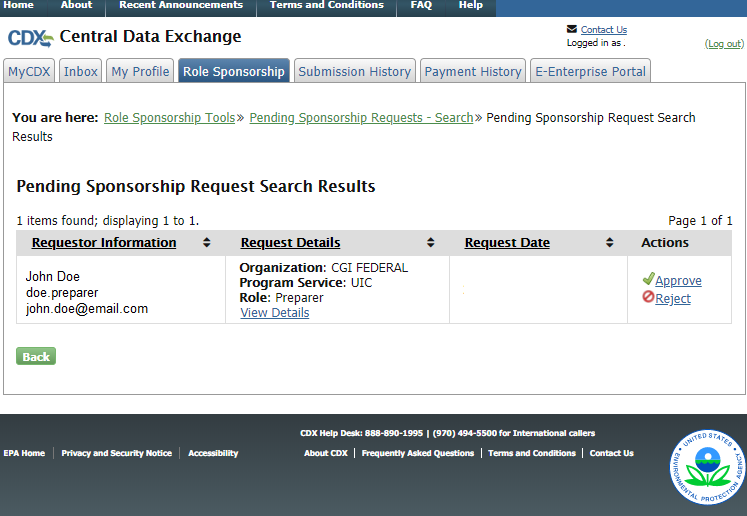 Home About Recent Announcements Terms and Conditions FAQ Help
CDX Central Data Exchange
Contact Us
Logged in as .
(Log out)
MyCDX Inbox My Profile Role Sponsorship Submission History Payment History E-Enterprise Portal
You are here: Role Sponsorship Tools» Pending Sponsorship Requests - Search» Pending Sponsorship Request Search
Results
Pending Sponsorship Request Search Results
1 items found; displaying 1 to 1. Page 1 of 1
Requestor Information Request Details Request Date Actions
John Doe
doe.preparer
john.doe@email.com
Organization: CGI FEDERAL
Program Service: UIC
Role: Preparer
View Details
Approve
Reject
Back
CDX Help Desk: 888-890-1995 | (970) 494-5500 for International callers
EPA Home | Privacy and Security Notice | Accessibility About CDX | Frequently Asked Questions | Terms and Conditions | Contact Us
UNITED STATES
ENVIRONMENTAL PROTECTION AGENCY